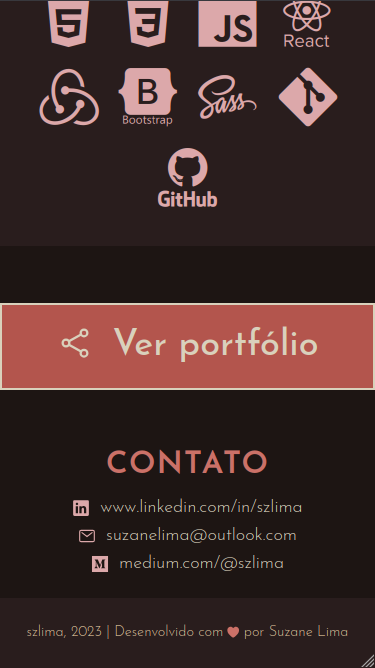 5
3
JS
React
B
Bootstrap
Sass
GitHub
Ver portfólio
CONTATO
in www.linkedin.com/in/szlima
suzanelima@outlook.com
M medium.com/@szlima
szlima, 2023 | Desenvolvido com ❤ por Suzane Lima